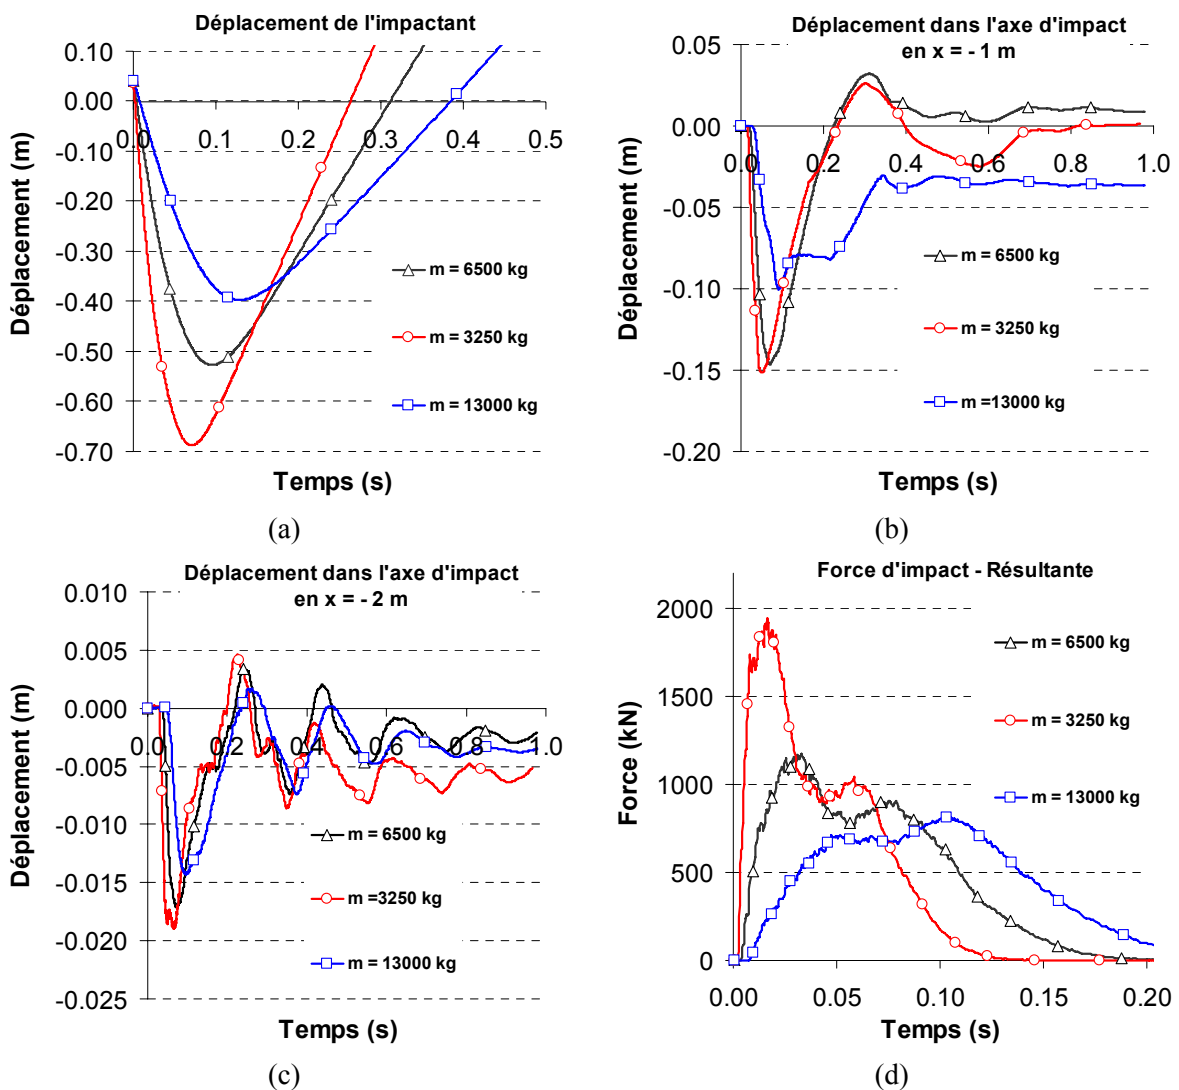 Déplacement de l'impactant
0.10
0.00
-0.10
-0.20
-0.30
-0.40
-0.50
-0.60
-0.70
0.0
0.1
0.2
0.3
0.4
0.5
Déplacement (m)
Temps (s)
m = 6500 kg
m = 3250 kg
m = 13000 kg
(a)
Déplacement dans l'axe d'impact
en x = - 1 m
0.05
0.00
-0.05
-0.10
-0.15
-0.20
0.0
0.2
0.4
0.6
0.8
1.0
Déplacement (m)
Temps (s)
m = 6500 kg
m = 3250 kg
m =13000 kg
(b)
Déplacement dans l'axe d'impact
en x = - 2 m
0.010
0.005
0.000
-0.005
-0.010
-0.015
-0.020
-0.025
0.0
0.2
0.4
0.6
0.8
1.0
Déplacement (m)
Temps (s)
m = 6500 kg
m =3250 kg
m = 13000 kg
(c)
Force d'impact - Résultante
2000
1500
1000
500
0
0.00
0.05
0.10
0.15
0.20
Force (kN)
Temps (s)
m = 6500 kg
m = 3250 kg
m = 13000 kg
(d)